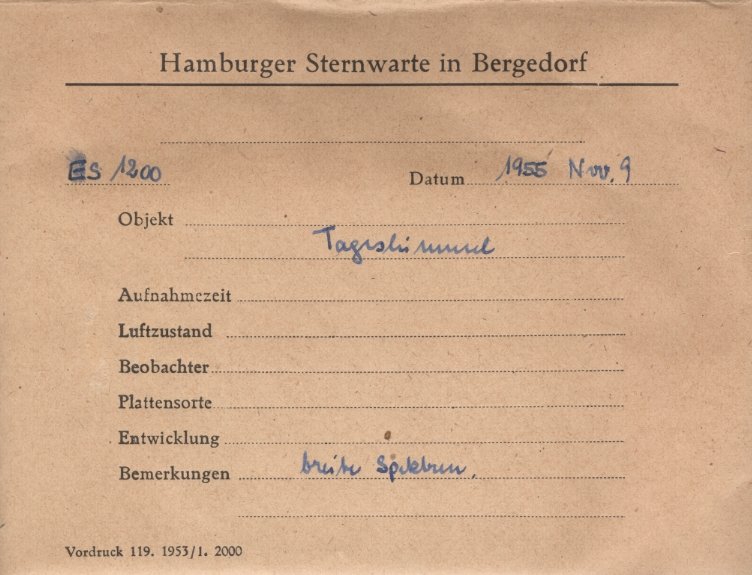 Hamburger Sternwarte in Bergedorf
ES 1200 Datum 1955 Nov. 9
Objekt
Tageshimmel
Aufnahmezeit
Luftzustand
Beobachter
Plattensorte
Entwicklung
Bemerkungen breite Spektren.
Vordruck 119. 1953/1. 2000